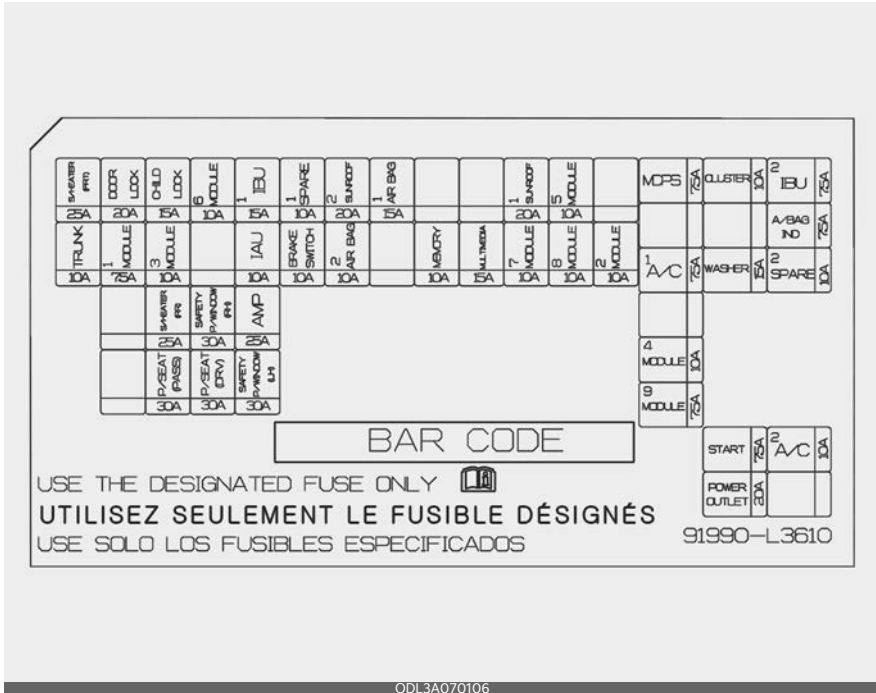 S/HEATER (FRT) DOOR LOCK CHILD LOCK 6 MODULE 1 IBU 1 SPARE 2 SUNROOF 1 AIR BAG 1 SUNROOF 5 MODULE MDPS 7.5A CLUSTER 10A 2 IBU 7.5A
25A 20A 15A 10A 15A 10A 20A 15A 20A 10A
A/BAG IND 7.5A
TRUNK 1 MODULE 3 MODULE IAU BRAKE SWITCH 2 AIR BAG MEMORY MULTMEDIA 7 MODULE 8 MODULE 2 MODULE 1 A/C 7.5A WASHER 15A 2 SPARE 10A
10A 7.5A 10A 10A 10A 10A 10A 15A 10A 10A 10A
S/HEATER (RR) SAFETY P/WINDOW (RH) AMP
25A 30A 25A
4 MODULE 10A
P/SEAT (PASS) P/SEAT (DRV) SAFETY P/WINDOW (LH)
30A 30A 30A
9 MODULE 7.5A
BAR CODE
START 7.5A 2 A/C 10A
POWER OUTLET 20A
USE THE DESIGNATED FUSE ONLY
UTILISEZ SEULEMENT LE FUSIBLE DÉSIGNÉS
USE SOLO LOS FUSIBLES ESPECIFICADOS
91990-L3610
ODL3A070106